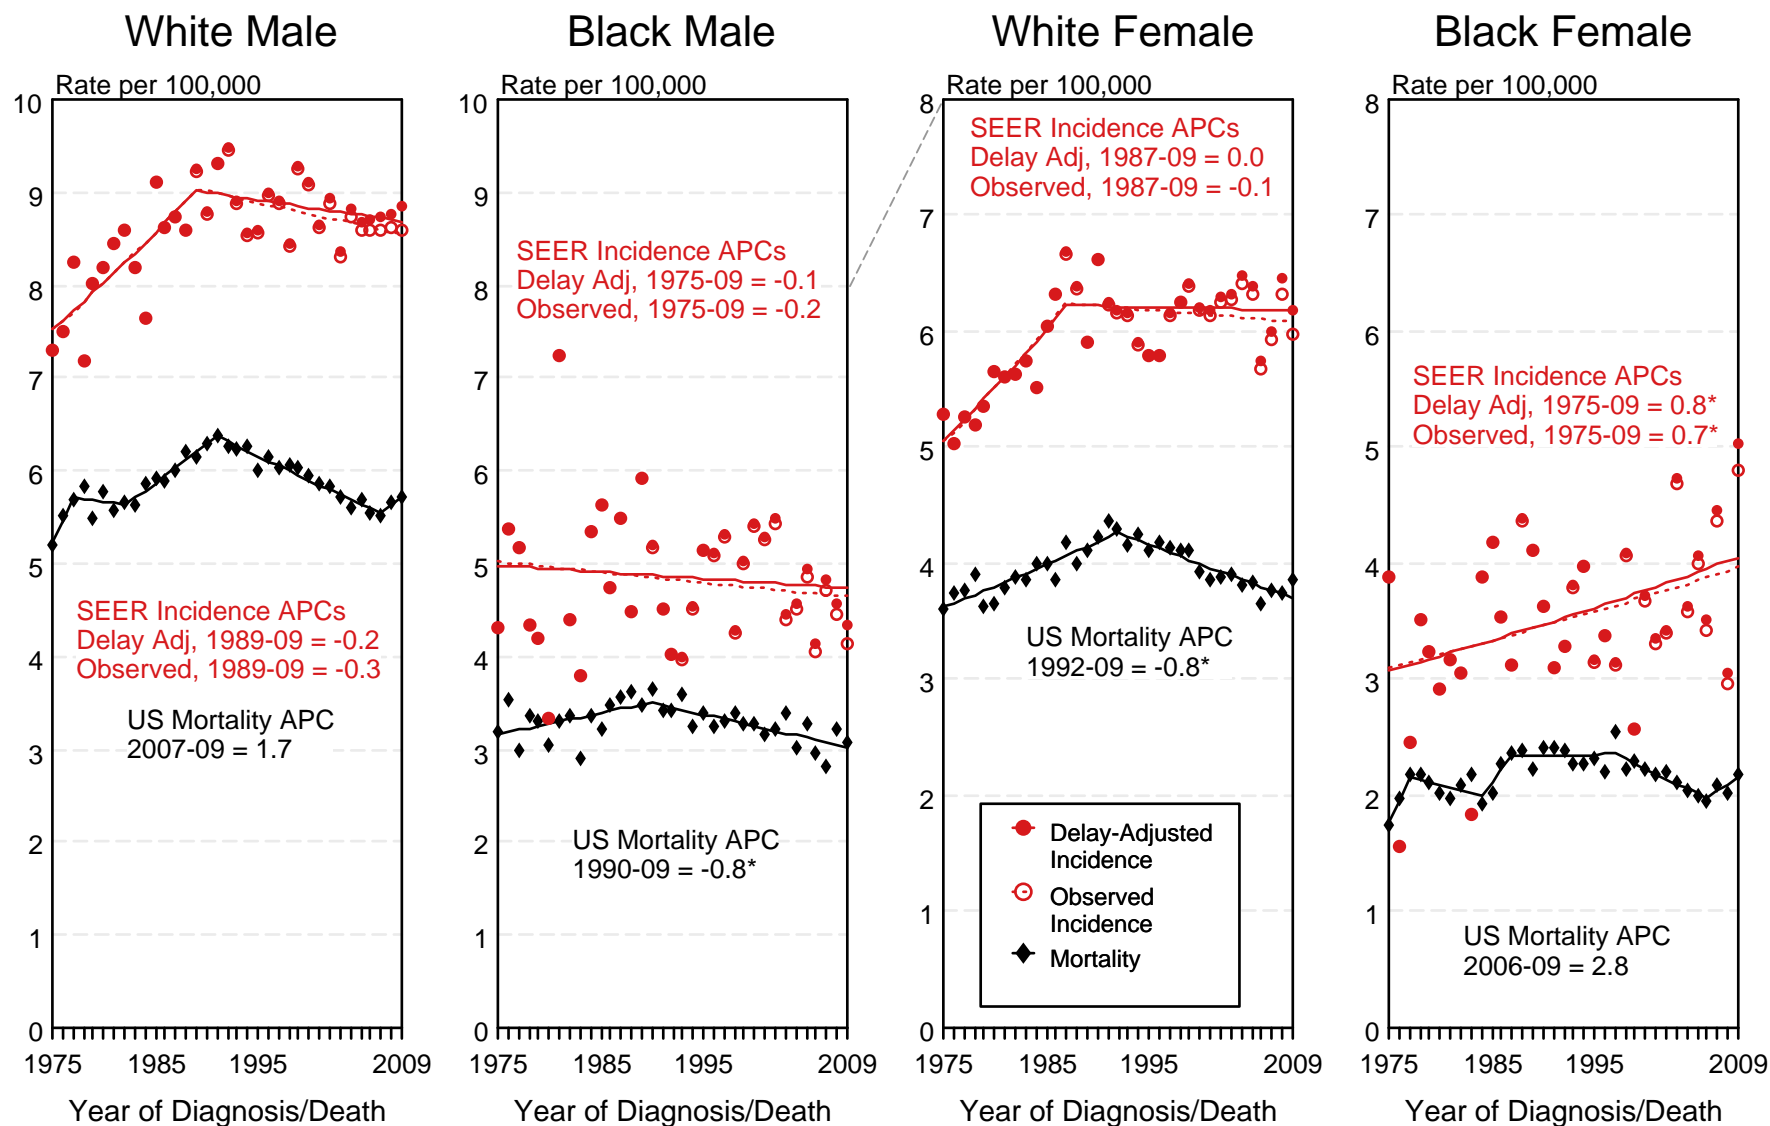 White Male
Black Male
White Female
Black Female
Rate per 100,000
10
9
8
7
6
5
4
3
2
1
0
SEER Incidence APCs
Delay Adj, 1989-09 = -0.2
Observed, 1989-09 = -0.3
US Mortality APC
2007-09 = 1.7
1975
1985
1995
2009
Year of Diagnosis/Death
Rate per 100,000
10
9
8
7
6
5
4
3
2
1
0
SEER Incidence APCs
Delay Adj, 1975-09 = -0.1
Observed, 1975-09 = -0.2
US Mortality APC
1990-09 = -0.8*
1975
1985
1995
2009
Year of Diagnosis/Death
Rate per 100,000
8
7
6
5
4
3
2
1
0
SEER Incidence APCs
Delay Adj, 1987-09 = 0.0
Observed, 1987-09 = -0.1
US Mortality APC
1992-09 = -0.8*
Delay-Adjusted
Incidence
Observed
Incidence
Mortality
1975
1985
1995
2009
Year of Diagnosis/Death
Rate per 100,000
8
7
6
5
4
3
2
1
0
SEER Incidence APCs
Delay Adj, 1975-09 = 0.8*
Observed, 1975-09 = 0.7*
US Mortality APC
2006-09 = 2.8
1975
1985
1995
2009
Year of Diagnosis/Death